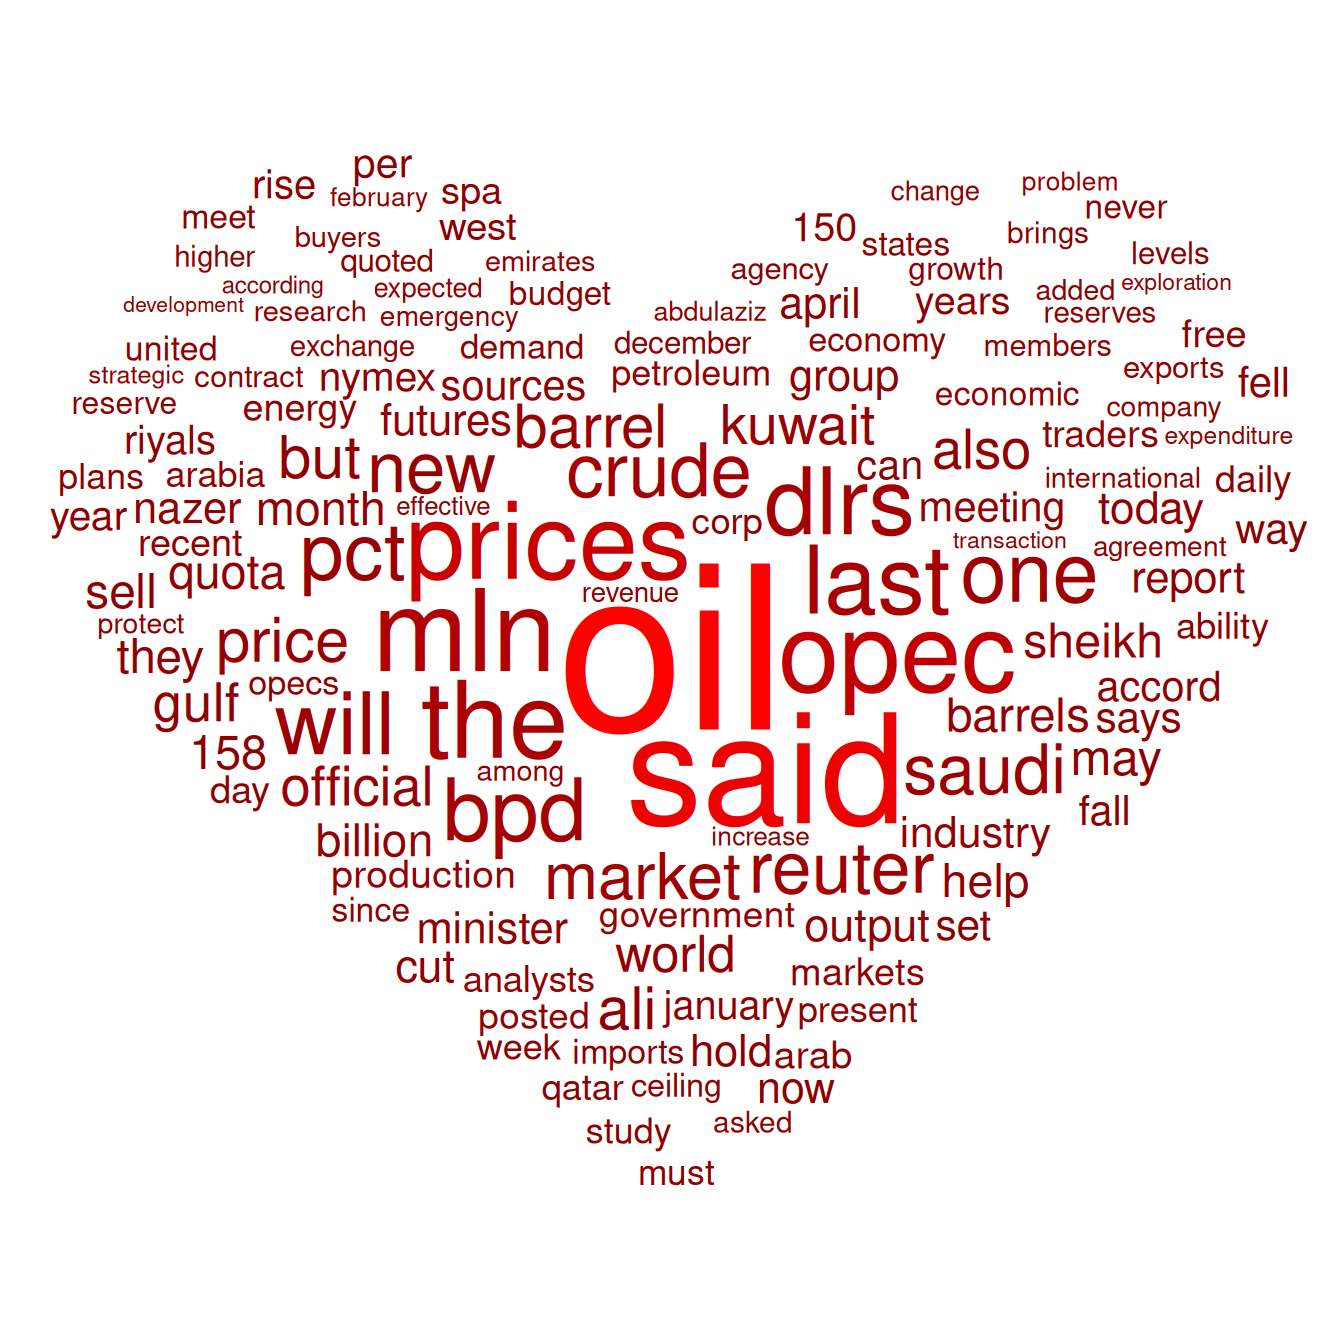 per
rise
february
spa
change
problem
never
meet
buyers
west
150
states
brings
higher
quoted
emirates
agency
growth
levels
according
expected
budget
abdulaziz
april
years
added
exploration
development
research
emergency
reserves
united
exchange
demand
december
economy
members
free
strategic
contract
nymex
sources
petroleum
group
economic
exports
fell
reserve
energy
futures
barrel
kuwait
company
riyals
but
new
crude
can
also
traders
expenditure
plans
arabia
effective
dlrs
international
daily
year
nazer
month
prices
corp
meeting
today
way
recent
pct
transaction
agreement
quota
last
one
report
sell
revenue
protect
mln
oil
opec
sheikh
ability
they
price
opecs
accord
gulf
will
the
barrels
says
158
said
saudi
may
day
official
among
bpd
fall
billion
increase
industry
production
market
reuter
help
since
minister
government
output
set
cut
analysts
world
markets
posted
ali
january
present
week
imports
hold
arab
qatar
ceiling
now
study
asked
must